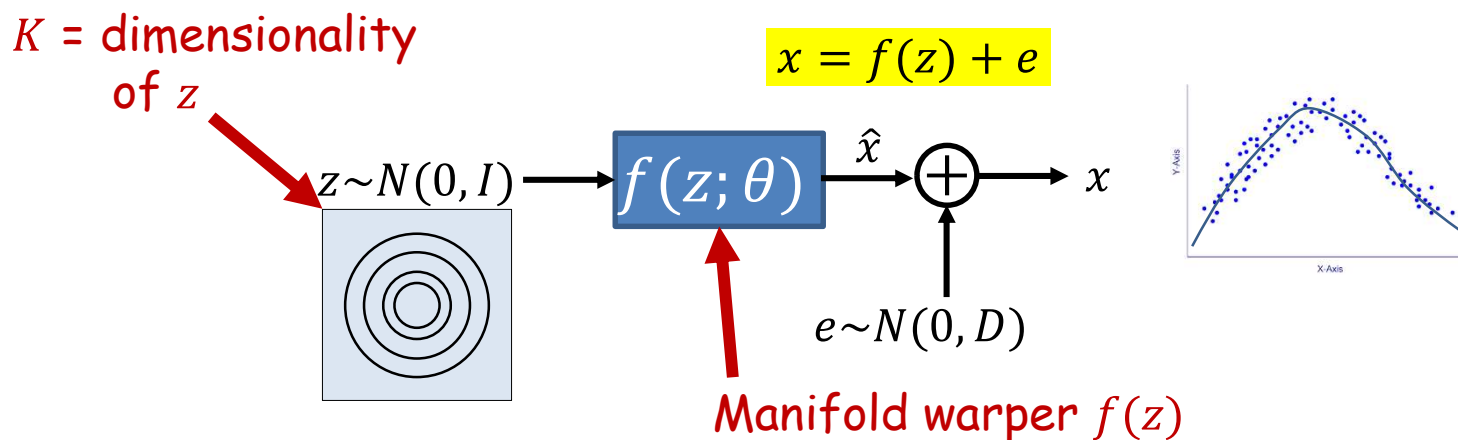 K = dimensionality
of z
x = f(z) + e
z~N(0, I)
f(z; θ)
x̂
x
e~N(0, D)
Manifold warper f(z)
Y-Axis
X-Axis